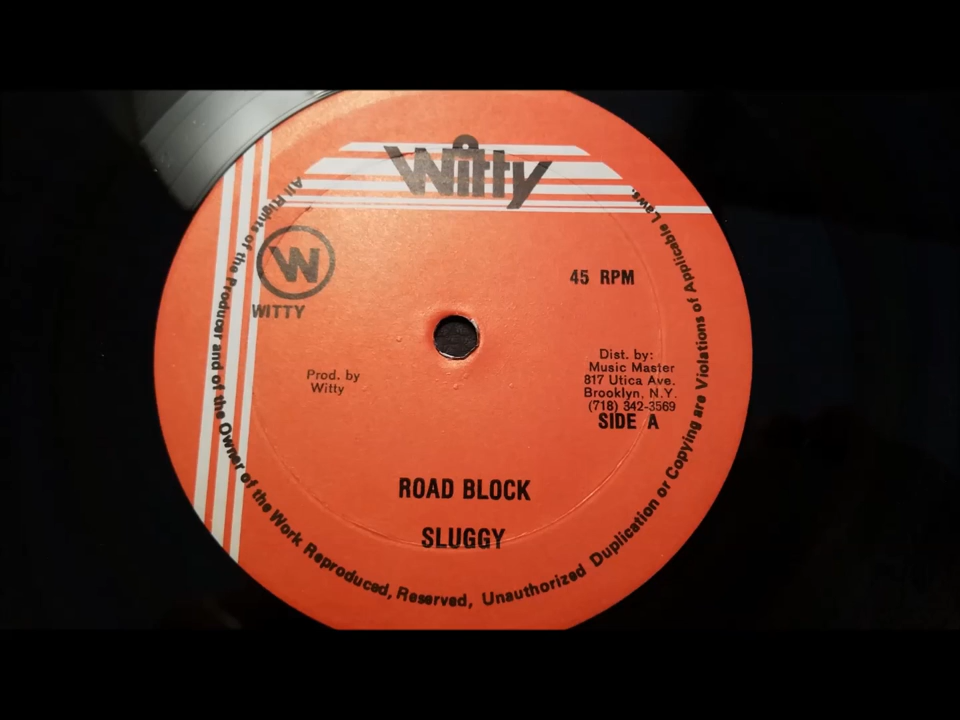 Witty
W
WITTY
45 RPM
Prod. by
Witty
Dist. by:
Music Master
817 Utica Ave.
Brooklyn, N.Y.
(718) 342-3569
SIDE A
ROAD BLOCK
SLUGGY
All Rights of the Producer and of the Owner of the Work Reproduced, Reserved, Unauthorized Duplication or Copying are Violations of Applicable Laws.